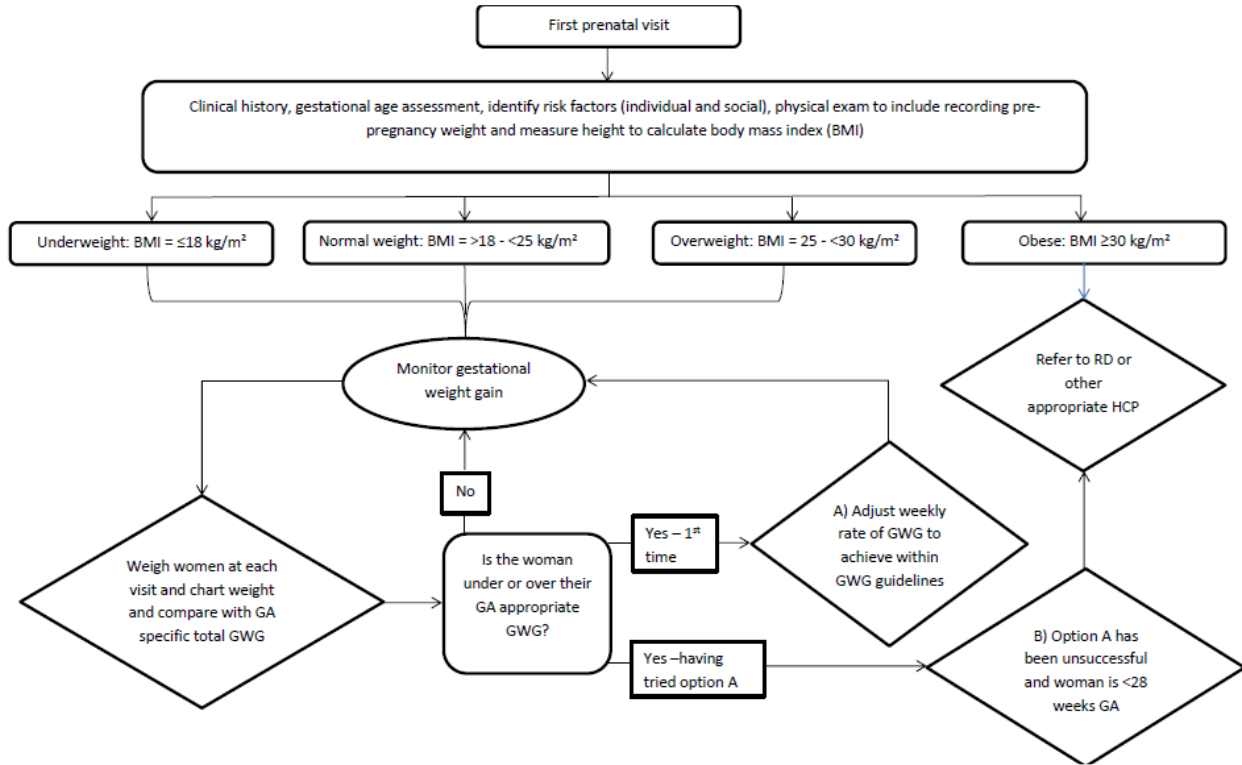 First prenatal visit
Clinical history, gestational age assessment, identify risk factors (individual and social), physical exam to include recording pre-
pregnancy weight and measure height to calculate body mass index (BMI)
Underweight: BMI = ≤18 kg/m²
Normal weight: BMI = >18 - <25 kg/m²
Overweight: BMI = 25 - <30 kg/m²
Obese: BMI ≥30 kg/m²
Monitor gestational
weight gain
Refer to RD or
other
appropriate HCP
No
Yes – 1st
time
A) Adjust weekly
rate of GWG to
achieve within
GWG guidelines
Weigh women at each
visit and chart weight
and compare with GA
specific total GWG
Is the woman
under or over their
GA appropriate
GWG?
Yes –having
tried option A
B) Option A has
been unsuccessful
and woman is <28
weeks GA